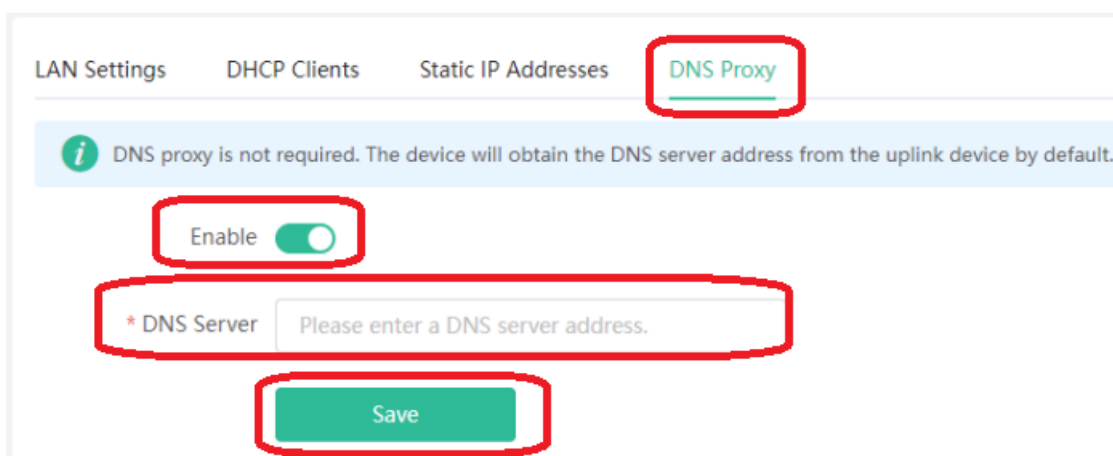 LAN Settings DHCP Clients Static IP Addresses DNS Proxy
i DNS proxy is not required. The device will obtain the DNS server address from the uplink device by default.
Enable
* DNS Server Please enter a DNS server address.
Save